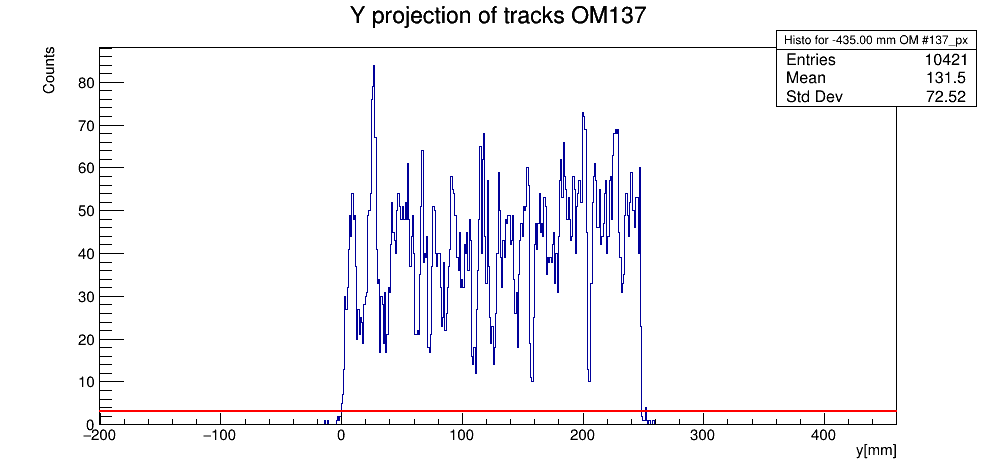 Y projection of tracks OM137
Histo for -435.00 mm OM #137_px
Entries 10421
Mean 131.5
Std Dev 72.52
Counts
80
70
60
50
40
30
20
10
0
−200 −100 0 100 200 300 400
y[mm]